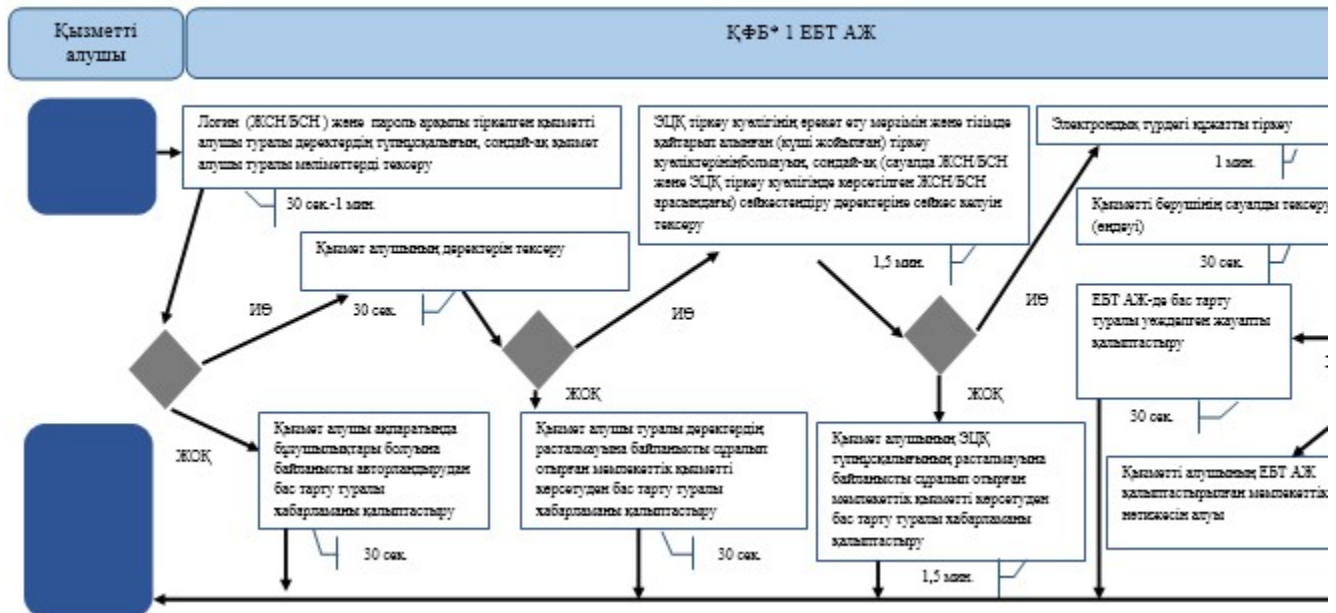 Қызметті
алушы
ҚФБ* 1 ЕБТ АЖ
Логин (ЖСН/БСН ) және пароль арқылы тіркелген қызметті
алушы туралы деректердің түпнұсқалығын, сондай-ақ қызмет
алушы туралы мәліметтерді тексеру
30 сек.-1 мин.
ЭЦҚ тіркеу куәлігінің әрекет ету мерзімін және тізімде
қайтарып алынған (күші жойылған) тіркеу
куәліктерініңболмауын, сондай-ақ (сауалда ЖСН/БСН
және ЭЦҚ тіркеу куәлігінде көрсетілген ЖСН/БСН
арасындағы) сәйкестендіру деректеріне сәйкес келуін
тексеру
1,5 мин.
Электрондық түрдегі құжатты тіркеу
1 мин.
Қызметті берушінің сауалды тексеру
(өңдеуі)
30 сек.
Қызмет алушының деректерін тексеру
30 сек.
ИӘ
ИӘ
ИӘ
ЕБТ АЖ-де бас тарту
туралы уәжделген жауапты
қалыптастыру
30 сек.
ЖОҚ
ЖОҚ
ЖОҚ
Қызмет алушы ақпаратында
бұзушылықтары болуына
байланысты авторландырудан
бас тарту туралы
хабарламаны қалыптастыру
30 сек.
Қызмет алушы туралы деректердің
расталмауына байланысты сұралып
отырған мемлекеттік қызметті
көрсетуден бас тарту туралы
хабарламаны қалыптастыру
30 сек.
Қызмет алушының ЭЦҚ
түпнұсқалығының расталмауына
байланысты сұралып отырған
мемлекеттік қызметті көрсетуден
бас тарту туралы хабарламаны
қалыптастыру
1,5 мин.
Қызметті алушының ЕБТ АЖ
қалыптастырылған мемлекеттік
нәтижесін алуы